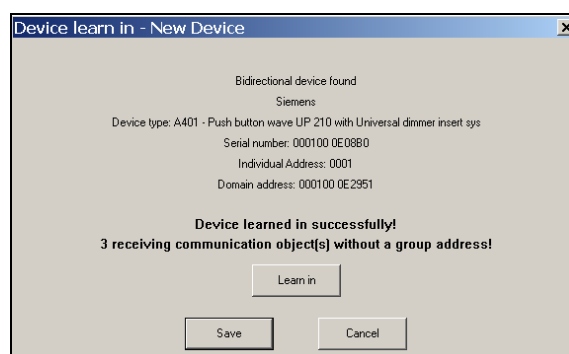 Device learn in - New Device
Bidirectional device found
Siemens
Device type: A401 - Push button wave UP 210 with Universal dimmer insert sys
Serial number: 000100 0E08B0
Individual Address: 0001
Domain address: 000100 0E2951
Device learned in successfully!
3 receiving communication object(s) without a group address!
Learn in
Save
Cancel